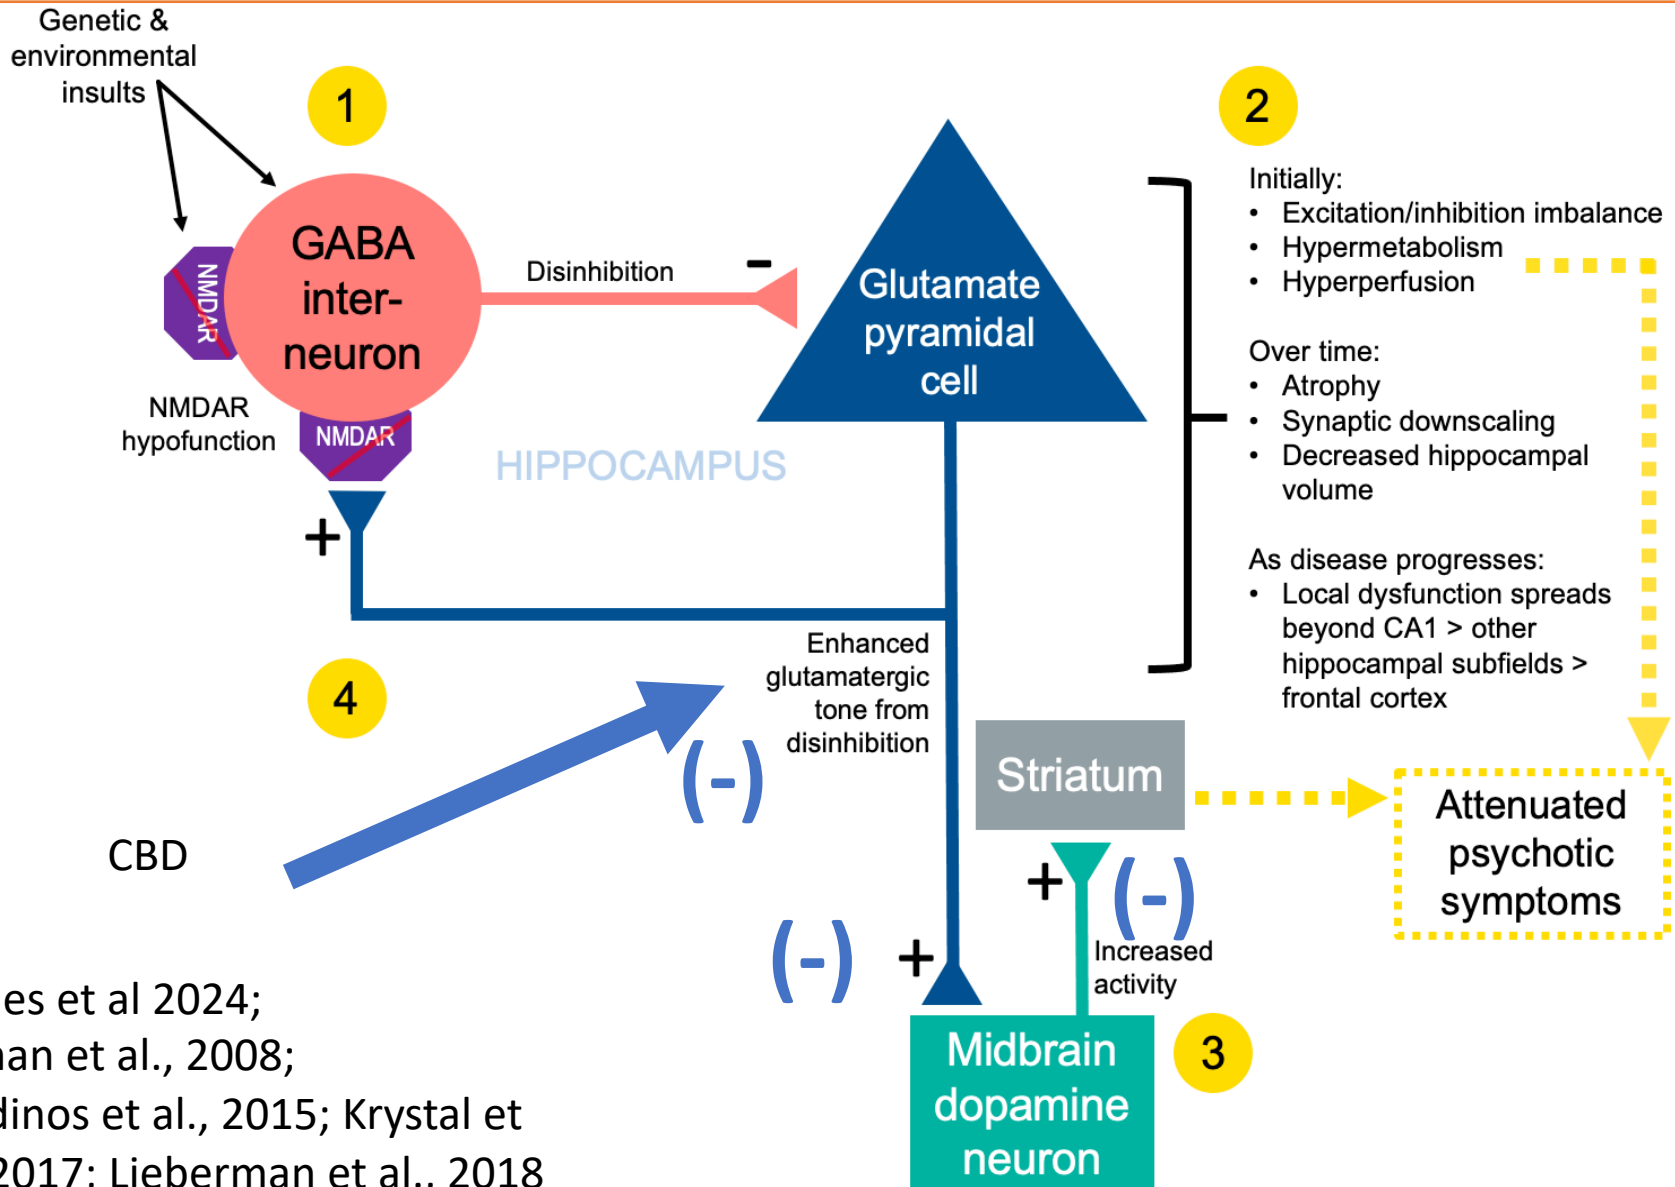 Genetic &
environmental
insults
1
GABA
inter-
neuron
NMDAR
NMDAR
NMDAR
hypofunction
Disinhibition
-
Glutamate
pyramidal
cell
HIPPOCAMPUS
+
2
Initially:
• Excitation/inhibition imbalance
• Hypermetabolism
• Hyperperfusion
Over time:
• Atrophy
• Synaptic downscaling
• Decreased hippocampal
volume
As disease progresses:
• Local dysfunction spreads
beyond CA1 > other
hippocampal subfields >
frontal cortex
4
Enhanced
glutamatergic
tone from
disinhibition
(-)
CBD
Striatum
Attenuated
psychotic
symptoms
+
(-)
(-)
+
Increased
activity
Midbrain
dopamine
neuron
3
es et al 2024;
nan et al., 2008;
dinos et al., 2015; Krystal et
2017; Lieberman et al., 2018